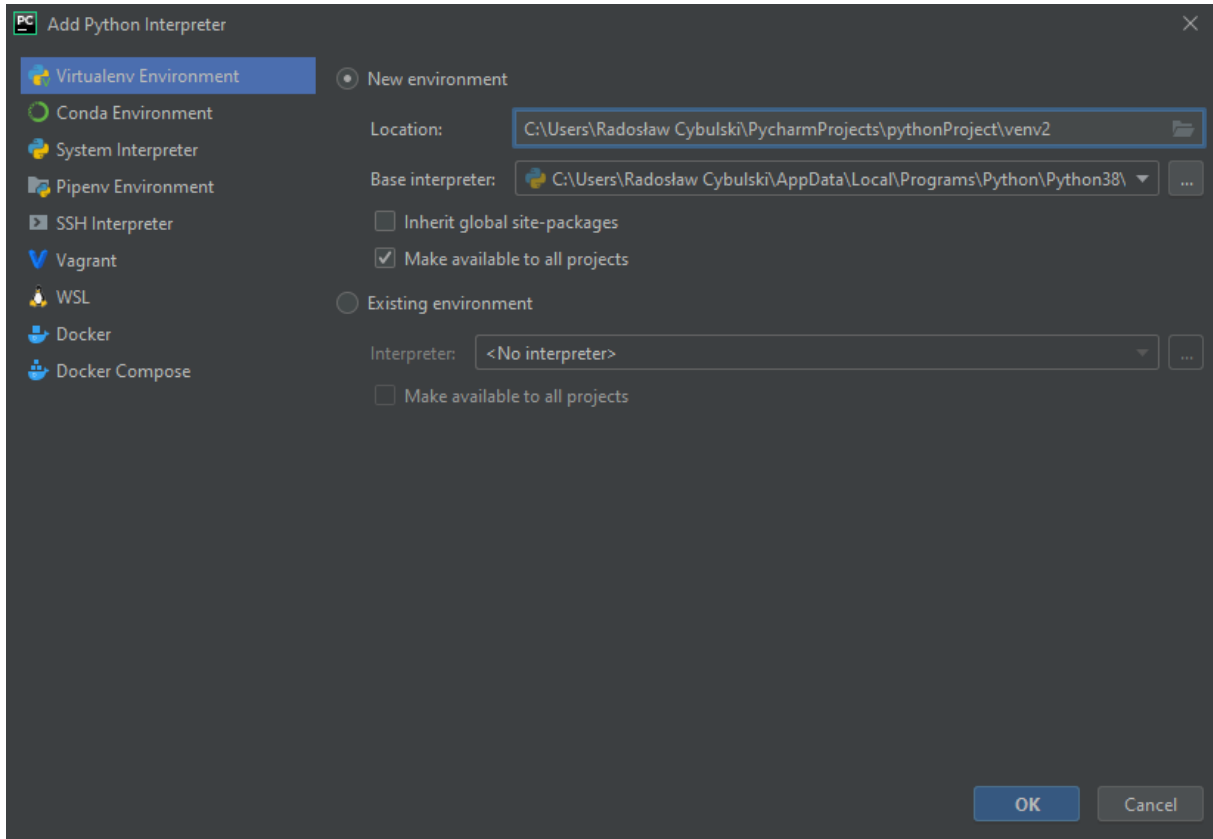 PC Add Python Interpreter
Virtualenv Environment
Conda Environment
System Interpreter
Pipenv Environment
SSH Interpreter
Vagrant
WSL
Docker
Docker Compose
New environment
Location: C:\Users\Radosław Cybulski\PycharmProjects\pythonProject\venv2
Base interpreter: C:\Users\Radosław Cybulski\AppData\Local\Programs\Python\Python38\ ...
Inherit global site-packages
Make available to all projects
Existing environment
Interpreter: <No interpreter> ...
Make available to all projects
OK Cancel